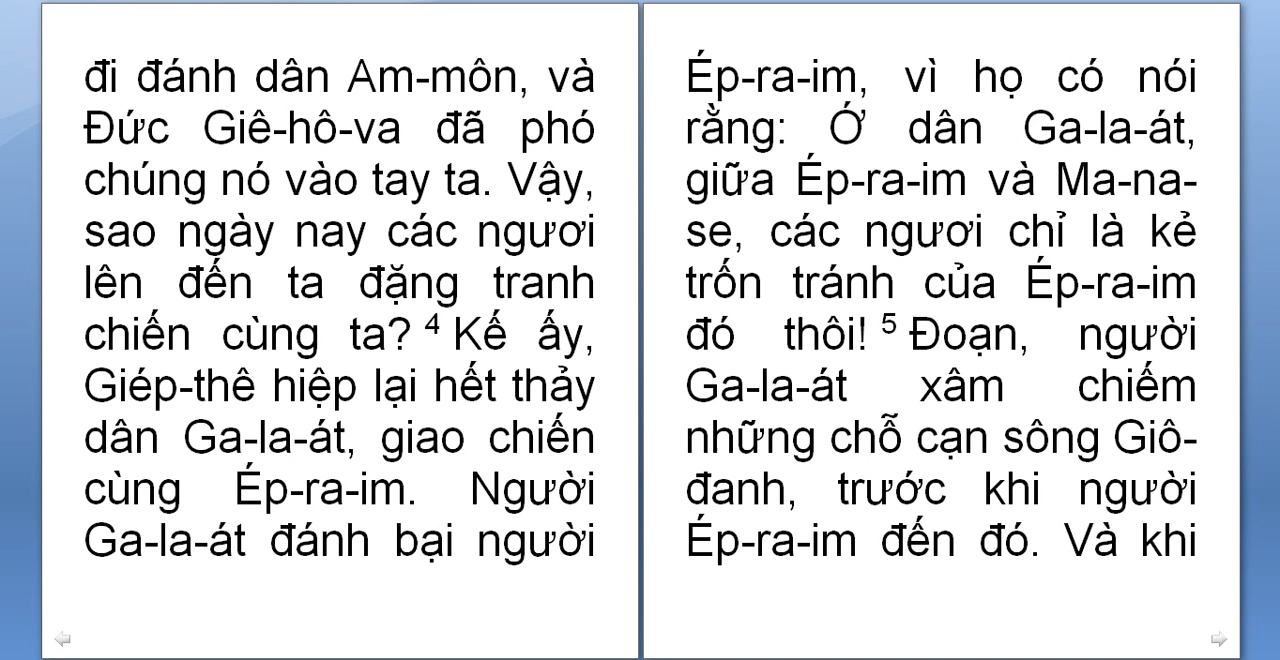 đi đánh dân Am-môn, và
Đức Giê-hô-va đã phó
chúng nó vào tay ta. Vậy,
sao ngày nay các ngươi
lên đến ta đặng tranh
chiến cùng ta? 4 Kế ấy,
Giép-thê hiệp lại hết thảy
dân Ga-la-át, giao chiến
cùng Ép-ra-im. Người
Ga-la-át đánh bại người
Ép-ra-im, vì họ có nói
rằng: Ớ dân Ga-la-át,
giữa Ép-ra-im và Ma-na-
se, các ngươi chỉ là kẻ
trốn tránh của Ép-ra-im
đó thôi! 5 Đoạn, người
Ga-la-át xâm chiếm
những chỗ cạn sông Giô-
đanh, trước khi người
Ép-ra-im đến đó. Và khi